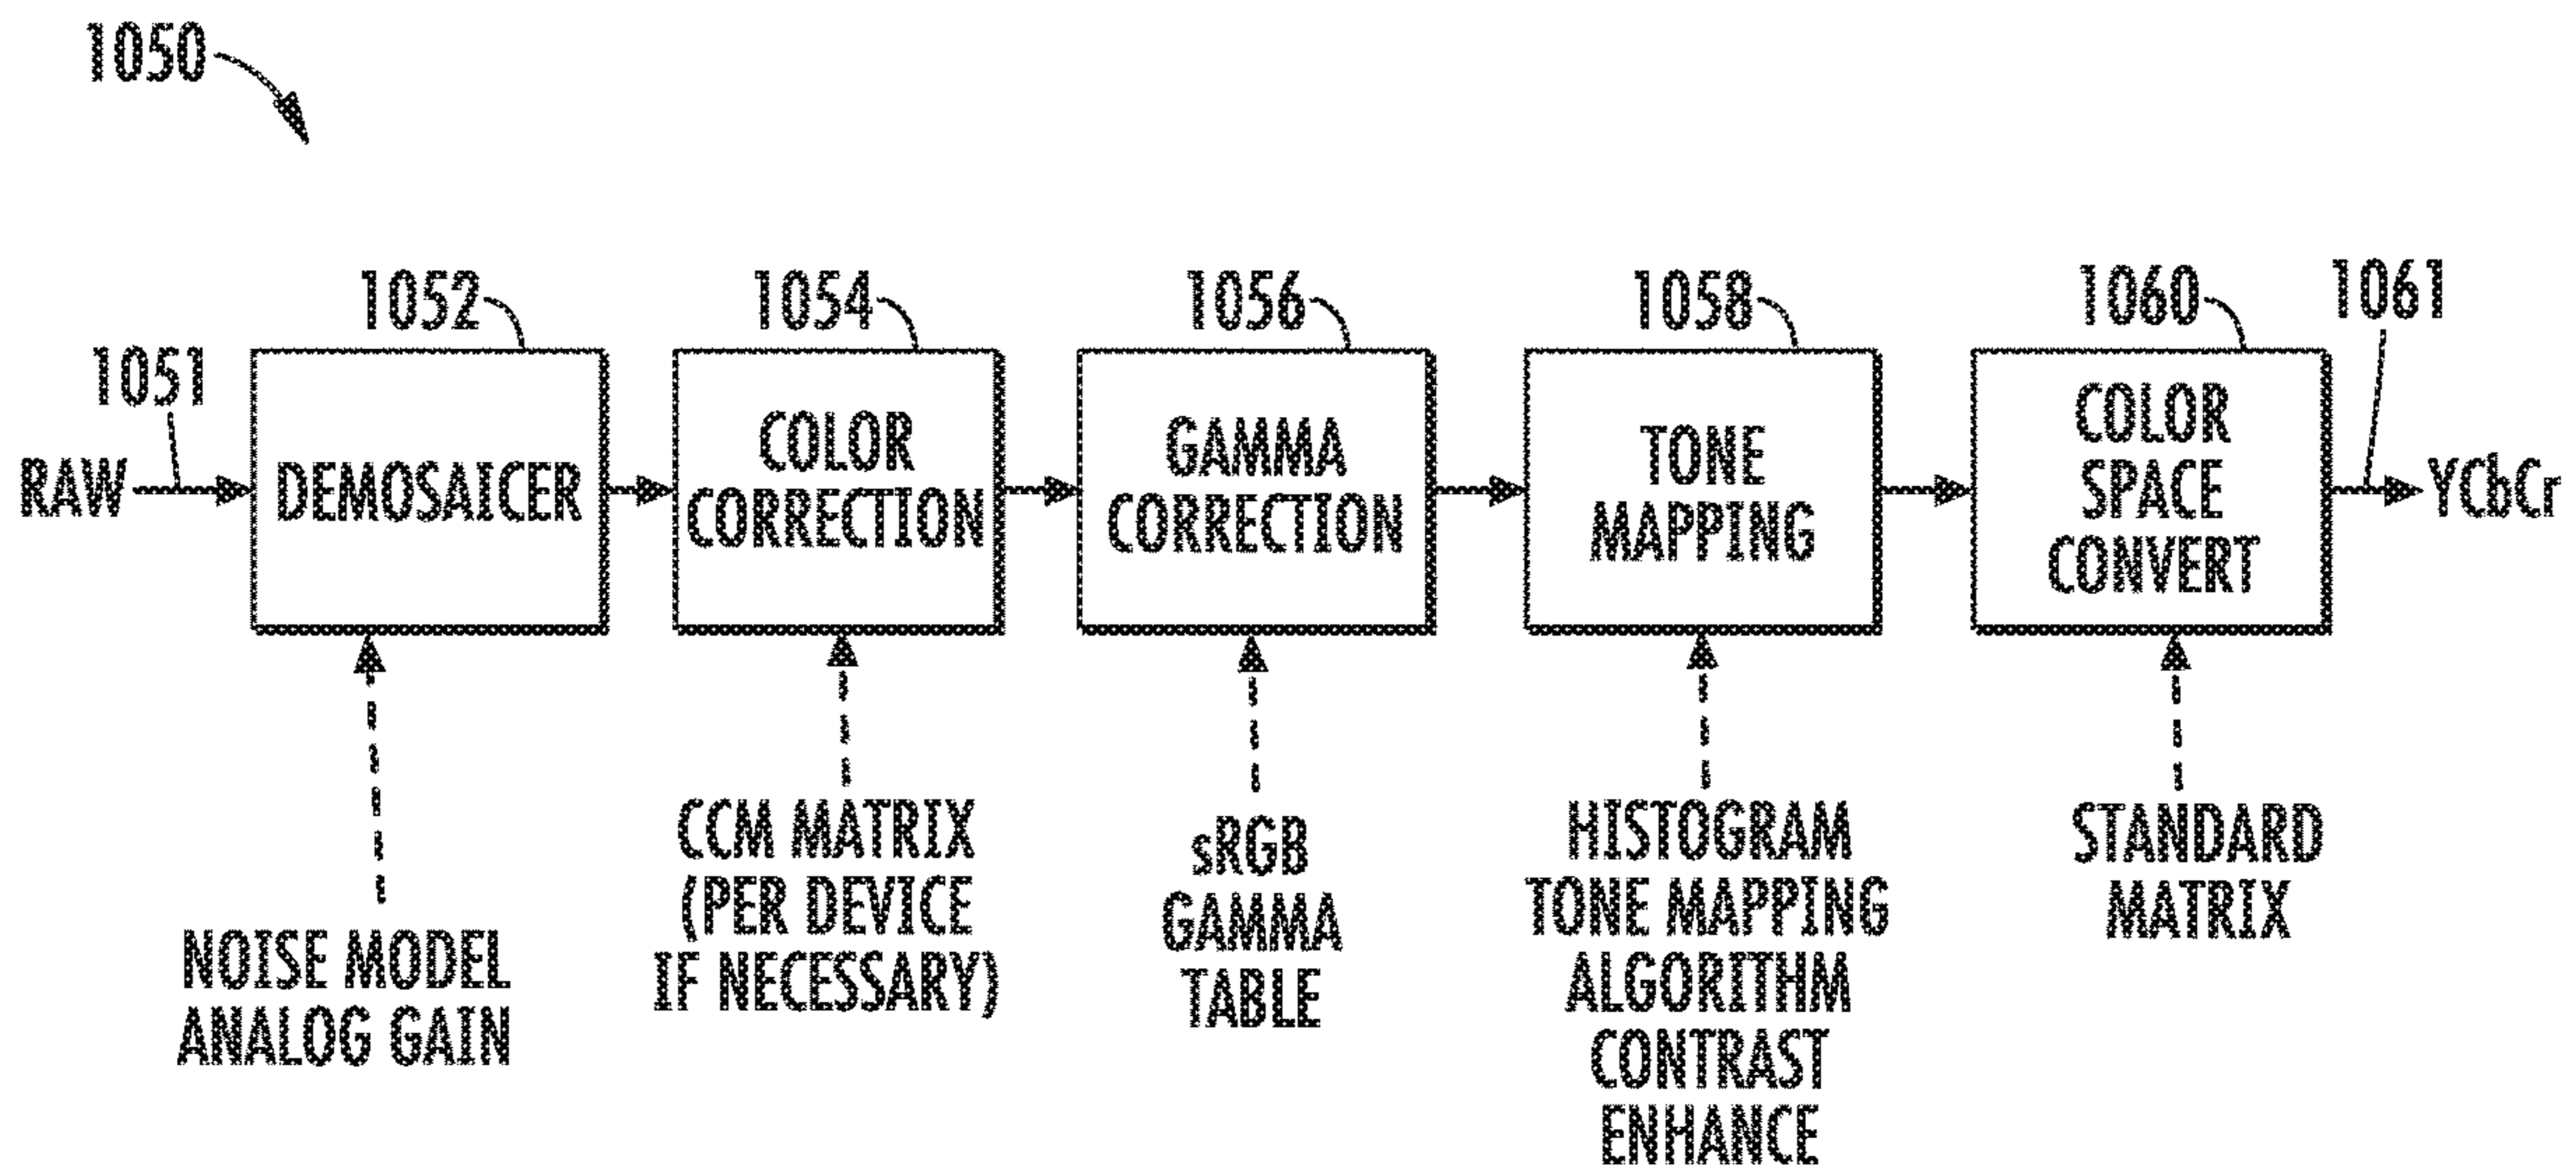 1050
1052
1054
1056
1058
1060
1061
1051
RAW
DEMOSAICER
COLOR
CORRECTION
GAMMA
CORRECTION
TONE
MAPPING
COLOR
SPACE
CONVERT
YCbCr
NOISE MODEL
ANALOG GAIN
CCM MATRIX
(PER DEVICE
IF NECESSARY)
sRGB
GAMMA
TABLE
HISTOGRAM
TONE MAPPING
ALGORITHM
CONTRAST
ENHANCE
STANDARD
MATRIX